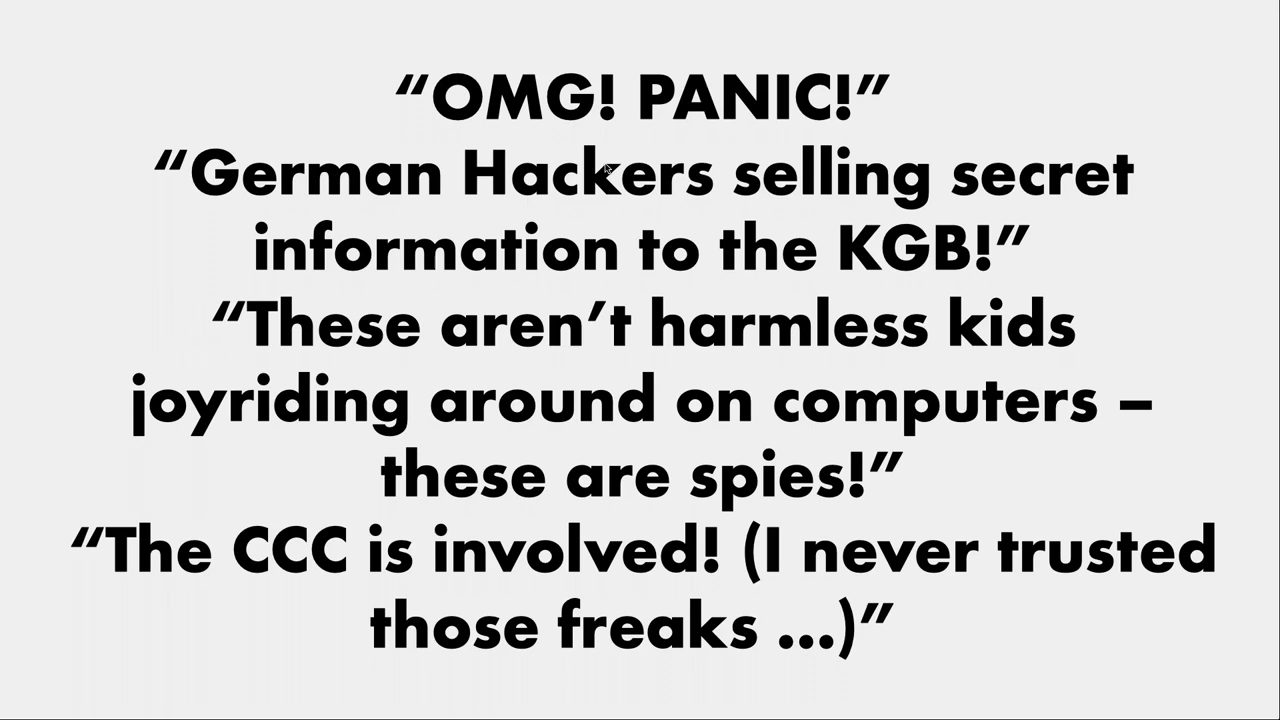 “OMG! PANIC!”
“German Hackers selling secret
information to the KGB!”
“These aren’t harmless kids
joyriding around on computers –
these are spies!”
“The CCC is involved! (I never trusted
those freaks ...)”